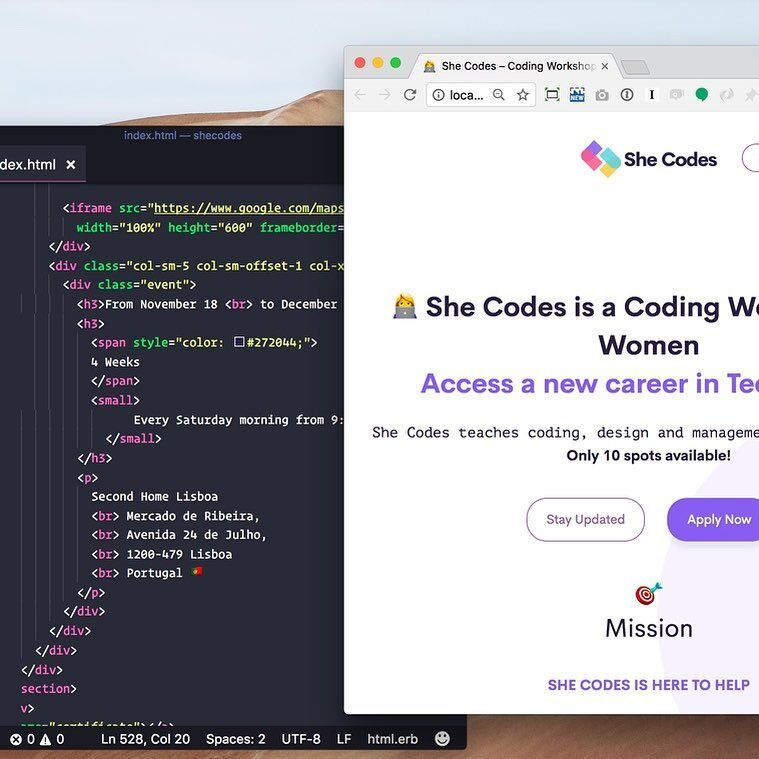 index.html — shecodes
dex.html ×
<iframe src="https://www.google.com/maps
width="100%" height="600" frameborder=
</div>
<div class="col-sm-5 col-sm-offset-1 col-x
<div class="event">
<h3>From November 18 <br> to December
<h3>
<span style="color: #272044;">
4 Weeks
</span>
<small>
Every Saturday morning from 9:
</small>
</h3>
<p>
Second Home Lisboa
<br> Mercado de Ribeira,
<br> Avenida 24 de Julho,
<br> 1200-479 Lisboa
<br> Portugal 🇵🇹
</p>
</div>
</div>
</div>
</div>
section>
v>
0 0 Ln 528, Col 20 Spaces: 2 UTF-8 LF html.erb
She Codes – Coding Workshop ×
loca...
NEW
She Codes
👩‍💻 She Codes is a Coding Wo
Women
Access a new career in Tec
She Codes teaches coding, design and manageme
Only 10 spots available!
Stay Updated Apply Now
🎯
Mission
SHE CODES IS HERE TO HELP